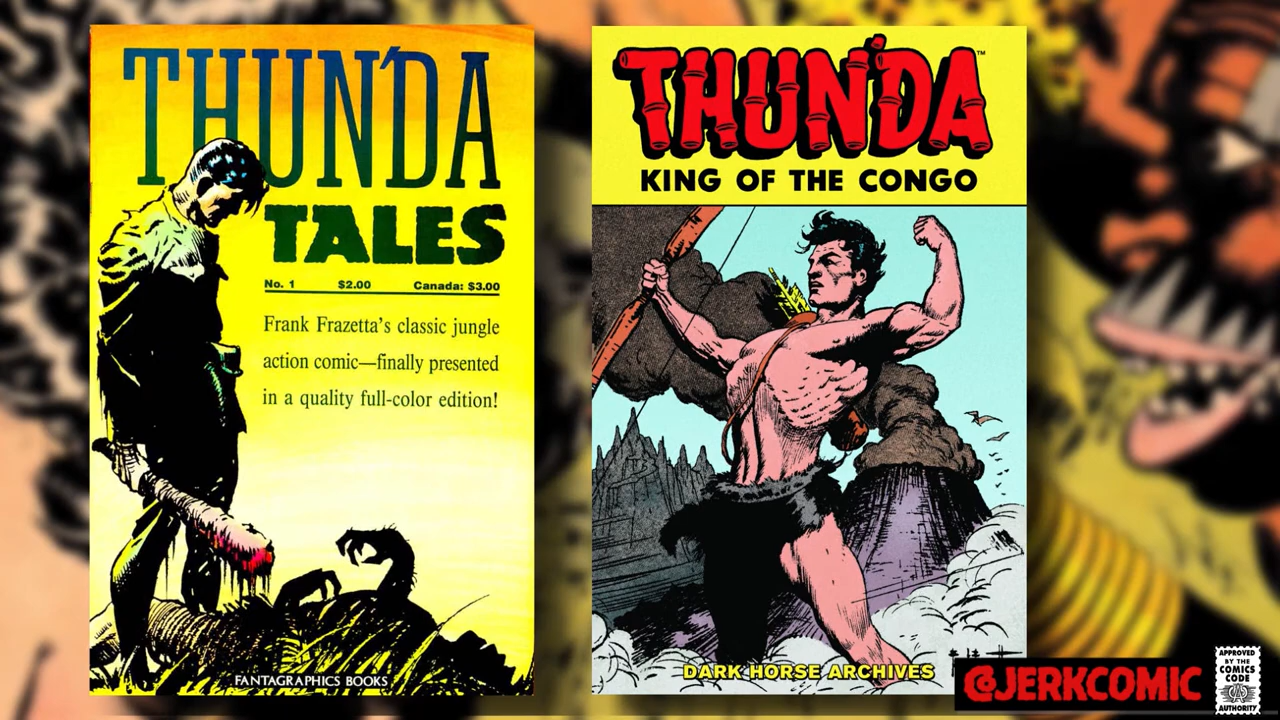 THUN'DA
TALES
No. 1 $2.00 Canada: $3.00
Frank Frazetta's classic jungle
action comic—finally presented
in a quality full-color edition!
FANTAGRAPHICS BOOKS
THUN'DA™
KING OF THE CONGO
DARK HORSE ARCHIVES
@JERKCOMIC
APPROVED
BY THE
COMICS
CODE
CA
AUTHORITY